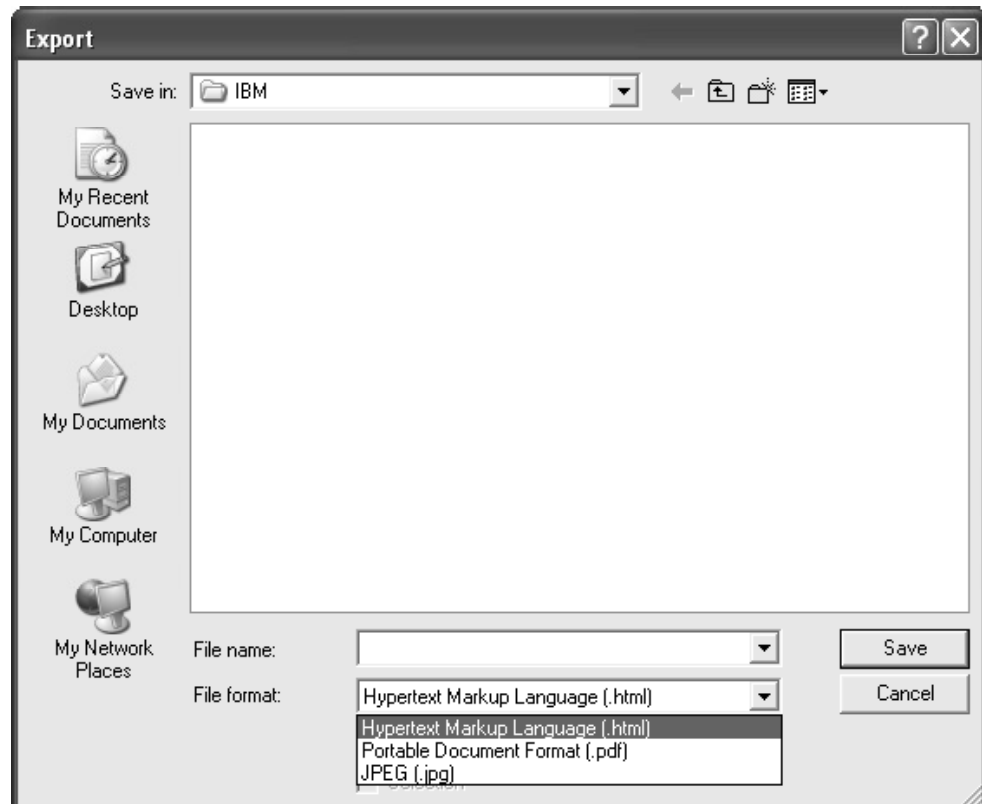 Export
Save in:
IBM
My Recent
Documents
Desktop
My Documents
My Computer
My Network
Places
File name:
Save
File format:
Hypertext Markup Language (.html)
Cancel
Hypertext Markup Language (.html)
Portable Document Format (.pdf)
JPEG (.jpg)